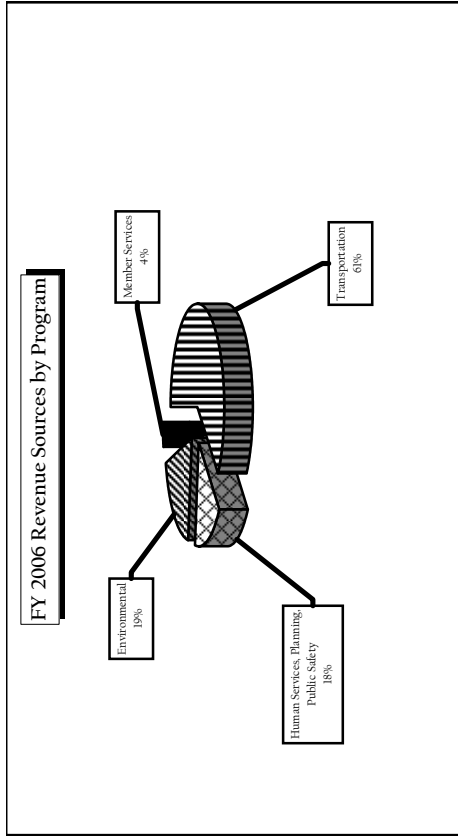 FY 2006 Revenue Sources by Program
Member Services
4%
Environmental
19%
Transportation
61%
Human Services, Planning,
Public Safety
18%